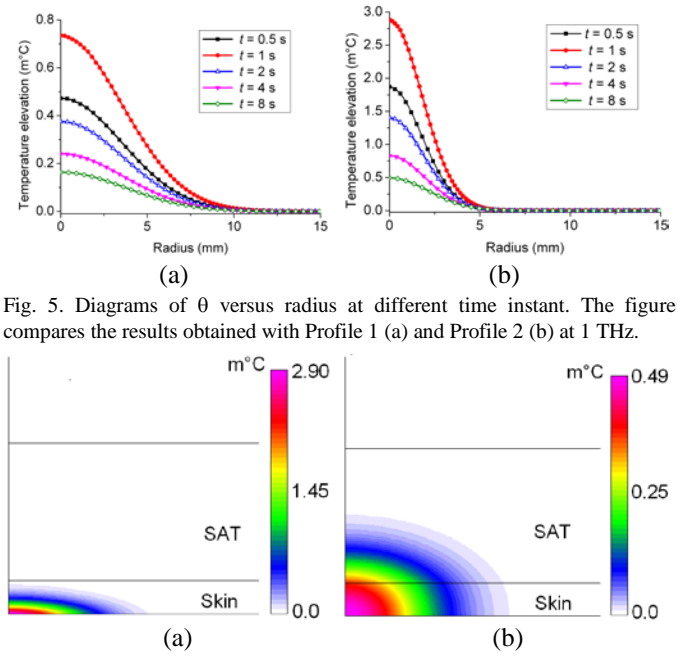 0.8
0.6
0.4
0.2
0.0
0 5 10 15
Temperature elevation (m°C)
Radius (mm)
t = 0.5 s
t = 1 s
t = 2 s
t = 4 s
t = 8 s
(a)
3.0
2.5
2.0
1.5
1.0
0.5
0.0
0 5 10 15
Temperature elevation (m°C)
Radius (mm)
t = 0.5 s
t = 1 s
t = 2 s
t = 4 s
t = 8 s
(b)
Fig. 5. Diagrams of θ versus radius at different time instant. The figure
compares the results obtained with Profile 1 (a) and Profile 2 (b) at 1 THz.
m°C
2.90
1.45
0.0
SAT
Skin
(a)
m°C
0.49
0.25
0.0
SAT
Skin
(b)